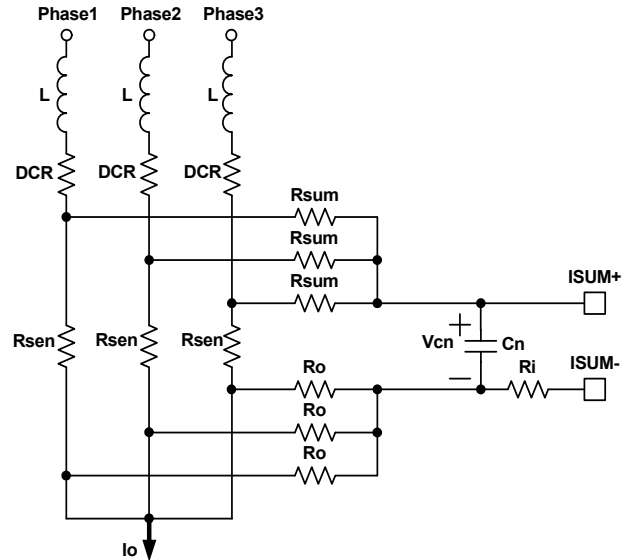 Phase1 Phase2 Phase3
L L L
DCR DCR DCR
Rsum
Rsum
Rsum
ISUM+
Rsen Rsen Rsen
+
Vcn Cn
−
ISUM-
Ro
Ri
Ro
Ro
Io